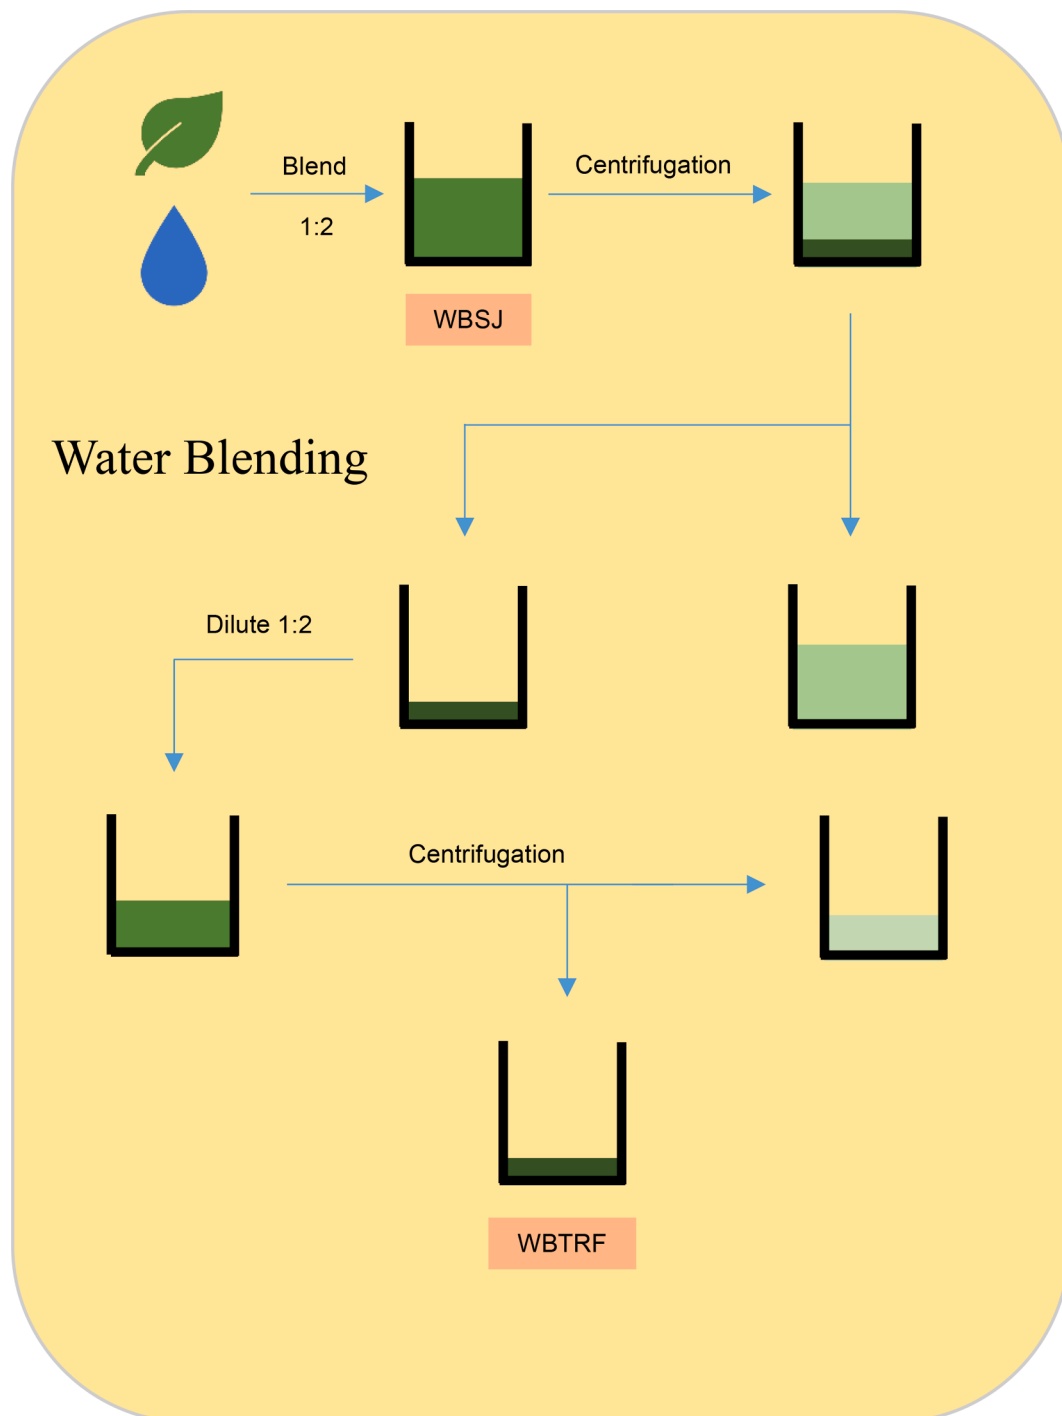 Blend
1:2
Centrifugation
WBSJ
Water Blending
Dilute 1:2
Centrifugation
WBTRF